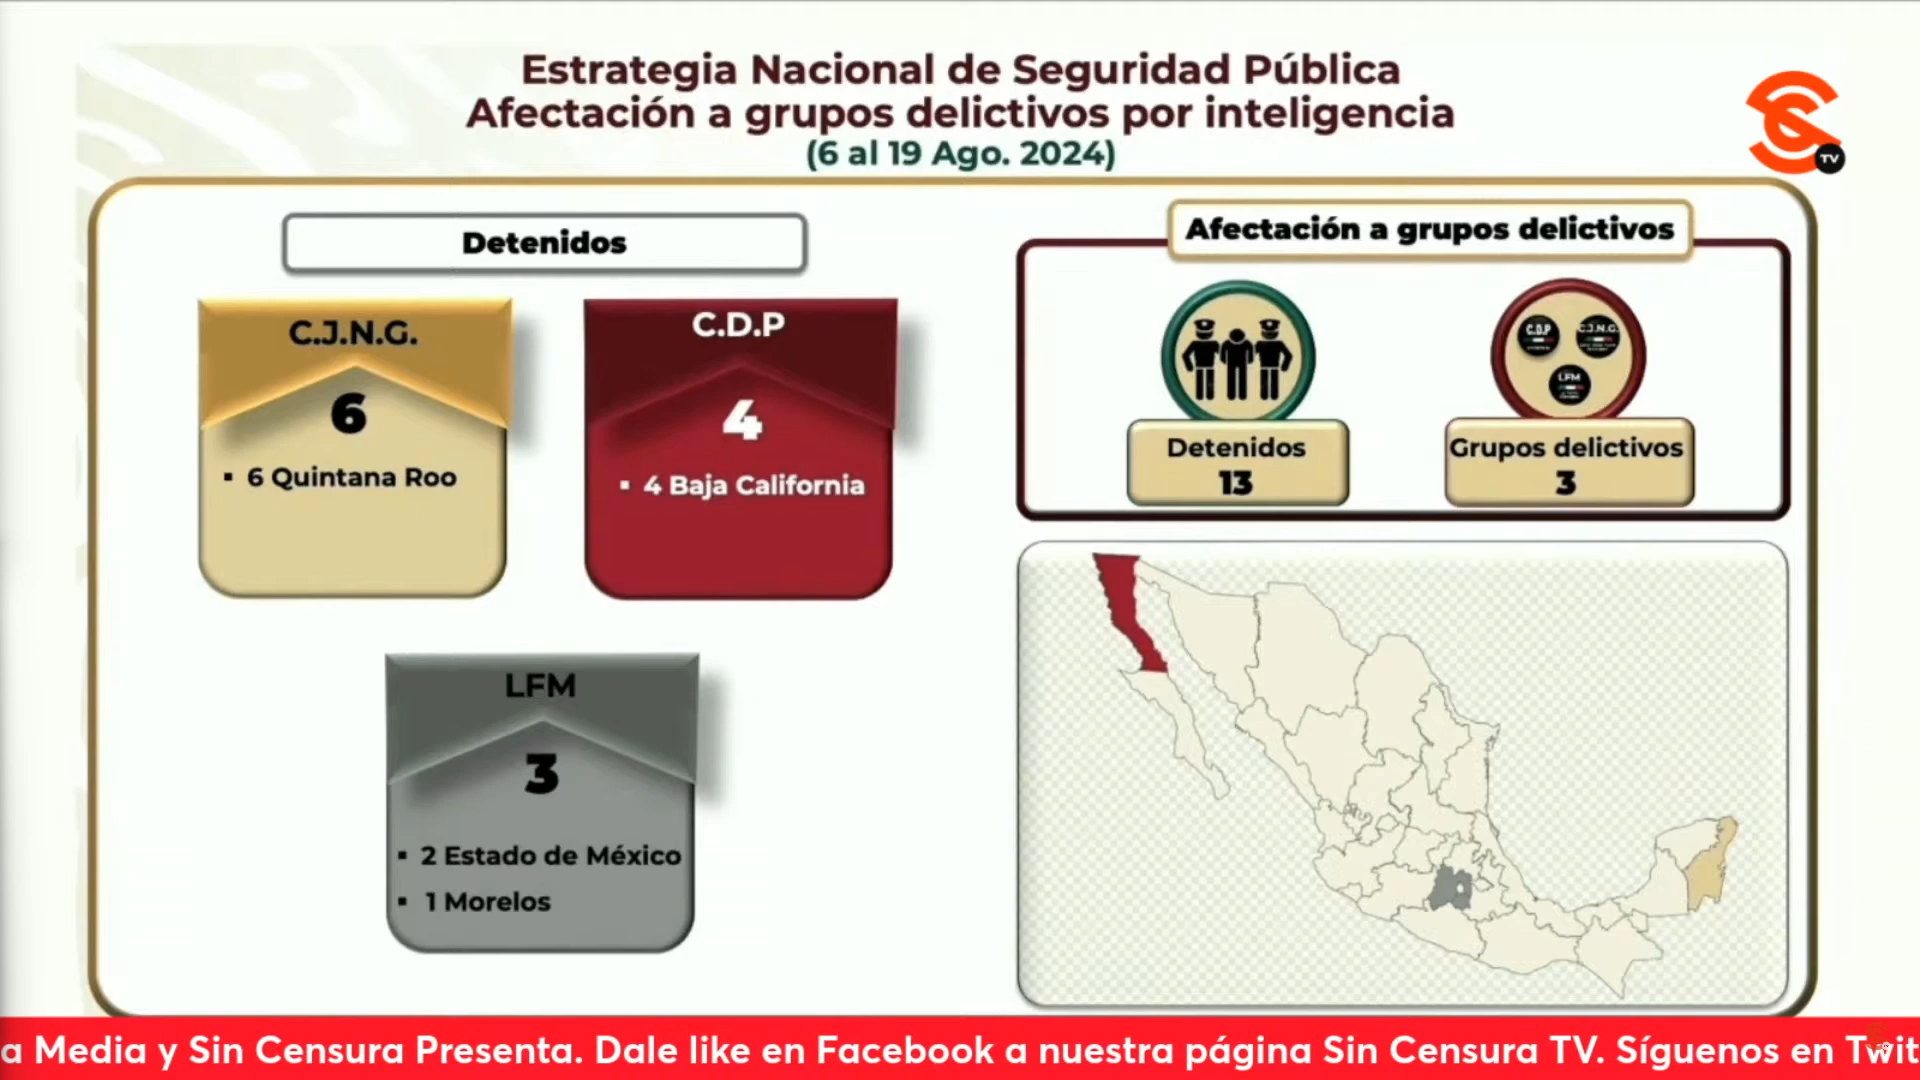 Estrategia Nacional de Seguridad Pública
Afectación a grupos delictivos por inteligencia
(6 al 19 Ago. 2024)
TV
Detenidos
C.J.N.G.
6
▪ 6 Quintana Roo
C.D.P
4
▪ 4 Baja California
LFM
3
▪ 2 Estado de México
▪ 1 Morelos
Afectación a grupos delictivos
C.D.P
C.J.N.G.
LFM
Detenidos
13
Grupos delictivos
3
a Media y Sin Censura Presenta. Dale like en Facebook a nuestra página Sin Censura TV. Síguenos en Twit